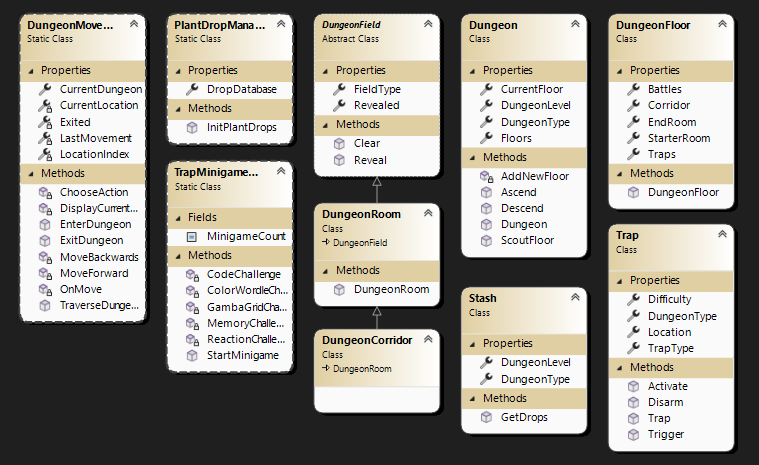 DungeonMove...
Static Class
Properties
CurrentDungeon
CurrentLocation
Exited
LastMovement
LocationIndex
Methods
ChooseAction
DisplayCurrent...
EnterDungeon
ExitDungeon
MoveBackwards
MoveForward
OnMove
TraverseDunge...
PlantDropMana...
Static Class
Properties
DropDatabase
Methods
InitPlantDrops
TrapMinigame...
Static Class
Fields
MinigameCount
Methods
CodeChallenge
ColorWordleCh...
GambaGridCha...
MemoryChalle...
ReactionChalle...
StartMinigame
DungeonField
Abstract Class
Properties
FieldType
Revealed
Methods
Clear
Reveal
DungeonRoom
Class
DungeonField
Methods
DungeonRoom
DungeonCorridor
Class
DungeonRoom
Dungeon
Class
Properties
CurrentFloor
DungeonLevel
DungeonType
Floors
Methods
AddNewFloor
Ascend
Descend
Dungeon
ScoutFloor
Stash
Class
Properties
DungeonLevel
DungeonType
Methods
GetDrops
DungeonFloor
Class
Properties
Battles
Corridor
EndRoom
StarterRoom
Traps
Methods
DungeonFloor
Trap
Class
Properties
Difficulty
DungeonType
Location
TrapType
Methods
Activate
Disarm
Trap
Trigger